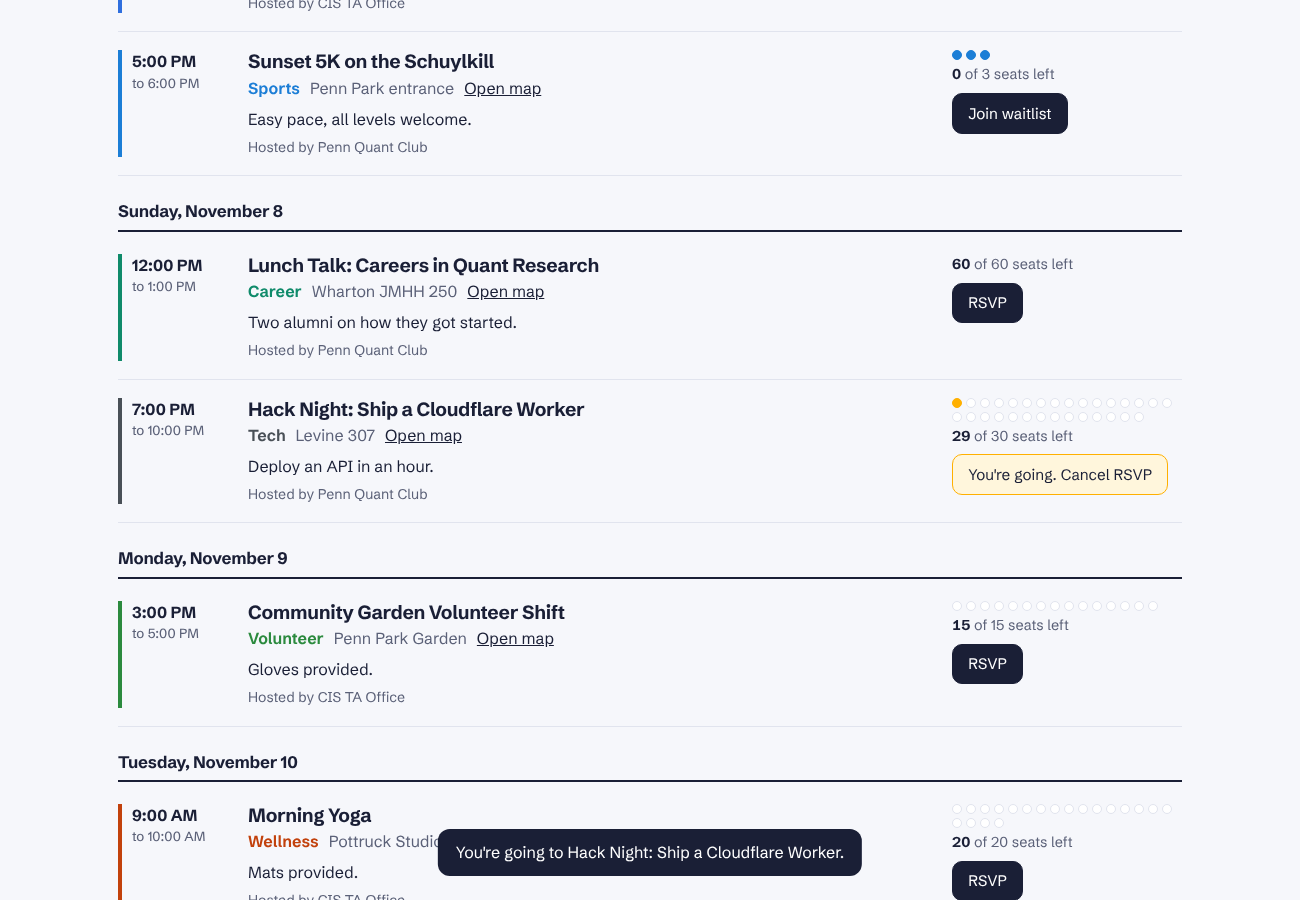 Hosted by CIS TA Office
5:00 PM
to 6:00 PM
Sunset 5K on the Schuylkill
Sports Penn Park entrance Open map
Easy pace, all levels welcome.
Hosted by Penn Quant Club
0 of 3 seats left
Join waitlist
Sunday, November 8
12:00 PM
to 1:00 PM
Lunch Talk: Careers in Quant Research
Career Wharton JMHH 250 Open map
Two alumni on how they got started.
Hosted by Penn Quant Club
60 of 60 seats left
RSVP
7:00 PM
to 10:00 PM
Hack Night: Ship a Cloudflare Worker
Tech Levine 307 Open map
Deploy an API in an hour.
Hosted by Penn Quant Club
29 of 30 seats left
You're going. Cancel RSVP
Monday, November 9
3:00 PM
to 5:00 PM
Community Garden Volunteer Shift
Volunteer Penn Park Garden Open map
Gloves provided.
Hosted by CIS TA Office
15 of 15 seats left
RSVP
Tuesday, November 10
9:00 AM
to 10:00 AM
Morning Yoga
Wellness Pottruck Studio
Mats provided.
Hosted by CIS TA Office
20 of 20 seats left
RSVP
You're going to Hack Night: Ship a Cloudflare Worker.